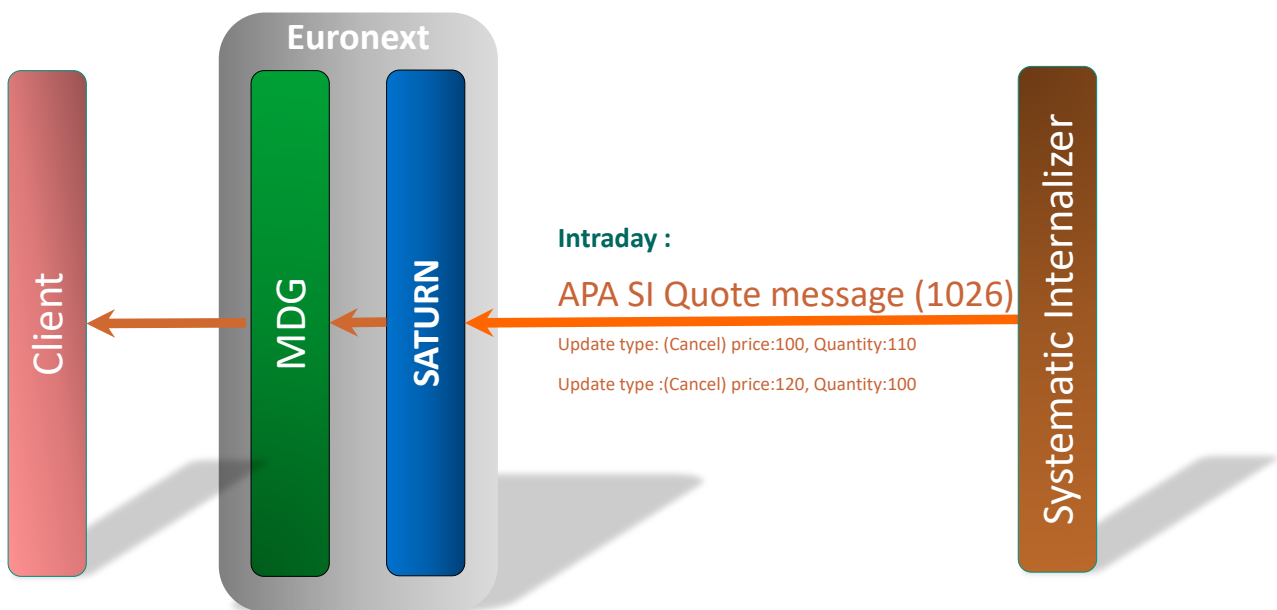 Euronext
Client
MDG
SATURN
Intraday :
APA SI Quote message (1026)
Update type: (Cancel) price:100, Quantity:110
Update type :(Cancel) price:120, Quantity:100
Systematic Internalizer